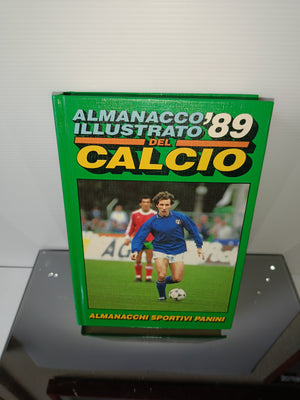 ALMANACCO
ILLUSTRATO '89
DEL
CALCIO
ALMANACCHI SPORTIVI PANINI